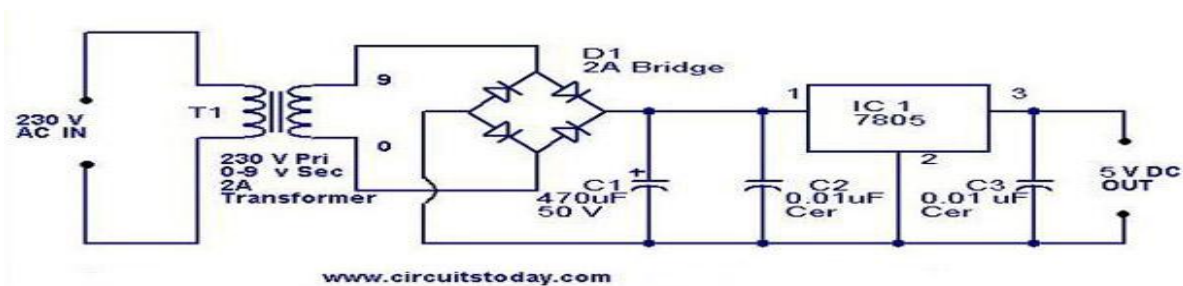 230 V
AC IN
T1
9
0
230 V Pri
0-9 v Sec
2A
Transformer
D1
2A Bridge
+
C1
470uF
50 V
C2
0.01uF
Cer
1
IC 1
7805
2
3
C3
0.01 uF
Cer
5 V DC
OUT
www.circuitstoday.com